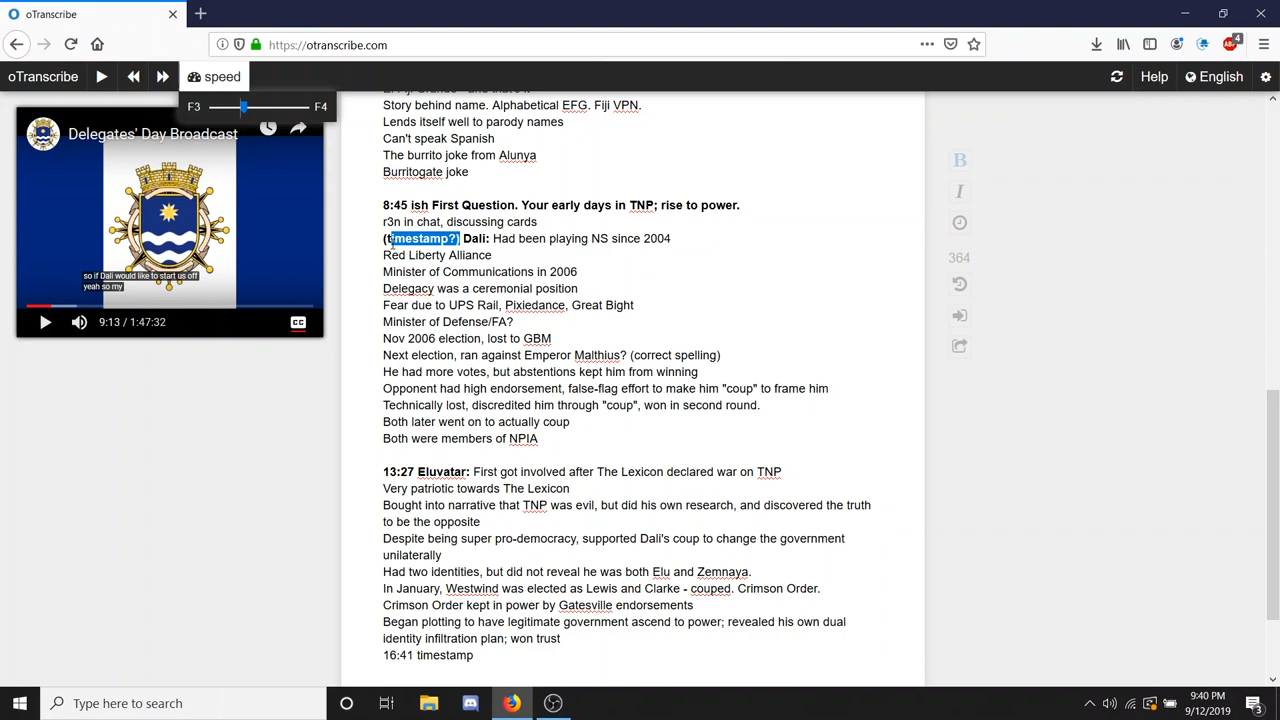 oTranscribe
https://otranscribe.com
4
oTranscribe
speed
Help
English
F3
F4
Delegates' Day Broadcast
so if Dali would like to start us off
yeah so my
9:13 / 1:47:32
Story behind name. Alphabetical EFG. Fiji VPN.
Lends itself well to parody names
Can't speak Spanish
The burrito joke from Alunya
Burritogate joke
8:45 ish First Question. Your early days in TNP; rise to power.
r3n in chat, discussing cards
(timestamp?) Dali: Had been playing NS since 2004
Red Liberty Alliance
Minister of Communications in 2006
Delegacy was a ceremonial position
Fear due to UPS Rail, Pixiedance, Great Bight
Minister of Defense/FA?
Nov 2006 election, lost to GBM
Next election, ran against Emperor Malthius? (correct spelling)
He had more votes, but abstentions kept him from winning
Opponent had high endorsement, false-flag effort to make him "coup" to frame him
Technically lost, discredited him through "coup", won in second round.
Both later went on to actually coup
Both were members of NPIA
13:27 Eluvatar: First got involved after The Lexicon declared war on TNP
Very patriotic towards The Lexicon
Bought into narrative that TNP was evil, but did his own research, and discovered the truth
to be the opposite
Despite being super pro-democracy, supported Dali's coup to change the government
unilaterally
Had two identities, but did not reveal he was both Elu and Zemnaya.
In January, Westwind was elected as Lewis and Clarke - couped. Crimson Order.
Crimson Order kept in power by Gatesville endorsements
Began plotting to have legitimate government ascend to power; revealed his own dual
identity infiltration plan; won trust
16:41 timestamp
B
I
364
Type here to search
9:40 PM
9/12/2019
3